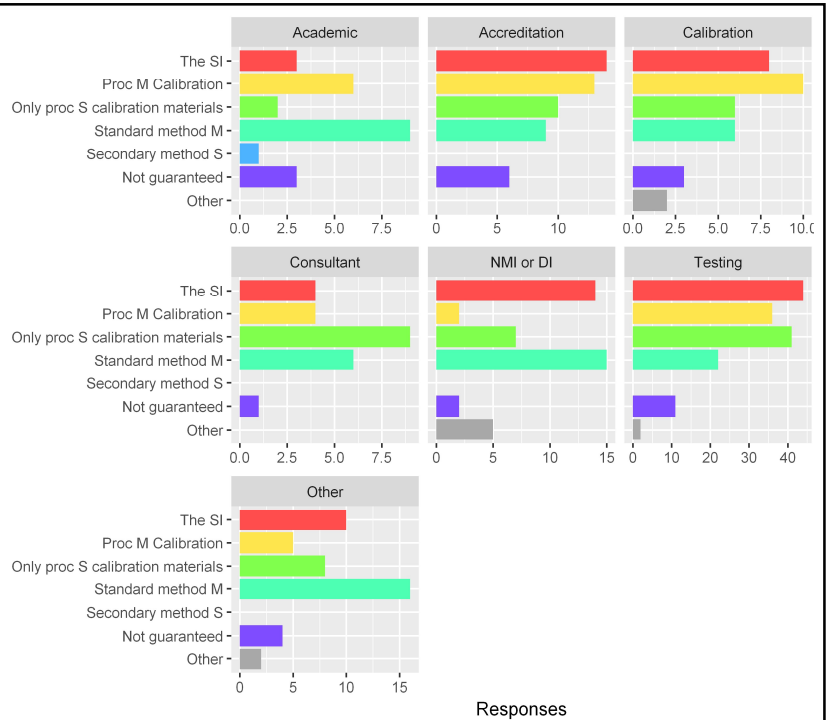 Academic Accreditation Calibration
The SI
Proc M Calibration
Only proc S calibration materials
Standard method M
Secondary method S
Not guaranteed
Other
0.0 2.5 5.0 7.5 0 5 10 0.0 2.5 5.0 7.5 10.0
Consultant NMI or DI Testing
The SI
Proc M Calibration
Only proc S calibration materials
Standard method M
Secondary method S
Not guaranteed
Other
0.0 2.5 5.0 7.5 0 5 10 15 0 10 20 30 40
Other
The SI
Proc M Calibration
Only proc S calibration materials
Standard method M
Secondary method S
Not guaranteed
Other
0 5 10 15
Responses